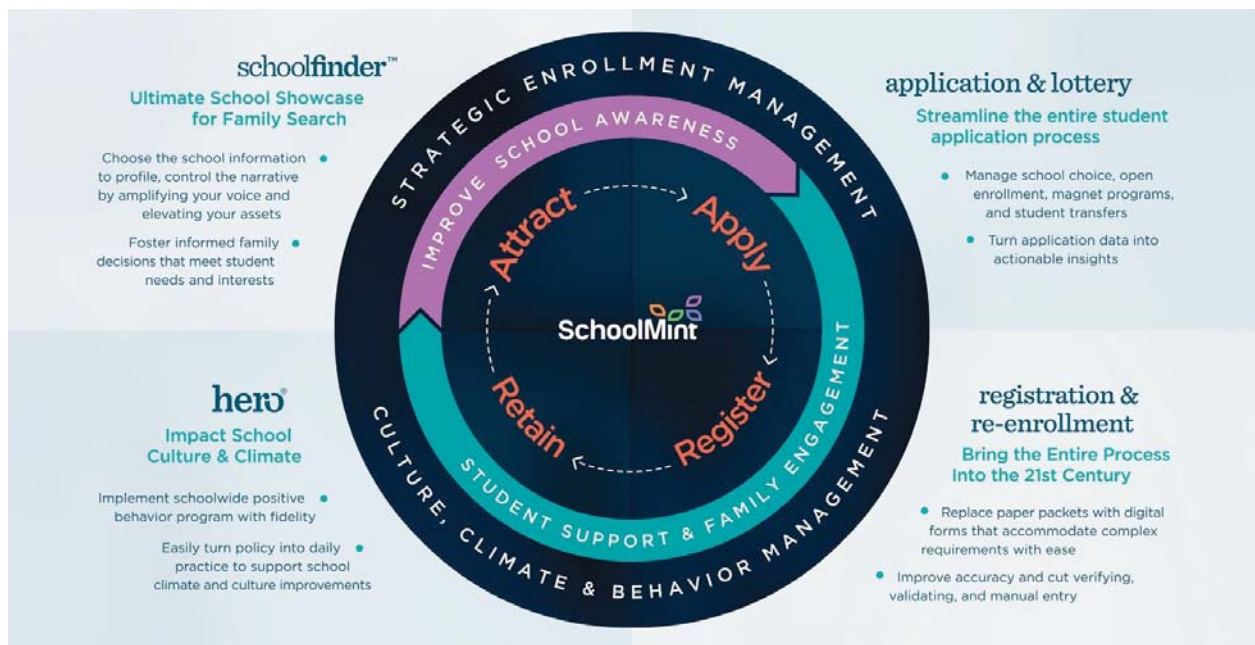 schoolfinder™
Ultimate School Showcase
for Family Search
Choose the school information
to profile, control the narrative
by amplifying your voice and
elevating your assets
Foster informed family
decisions that meet student
needs and interests
STRATEGIC ENROLLMENT MANAGEMENT
IMPROVE SCHOOL AWARENESS
Attract
Apply
SchoolMint
Retain
Register
STUDENT SUPPORT & FAMILY ENGAGEMENT
CULTURE, CLIMATE & BEHAVIOR MANAGEMENT
application & lottery
Streamline the entire student
application process
Manage school choice, open
enrollment, magnet programs,
and student transfers
Turn application data into
actionable insights
hero®
Impact School
Culture & Climate
Implement schoolwide positive
behavior program with fidelity
Easily turn policy into daily
practice to support school
climate and culture improvements
registration &
re-enrollment
Bring the Entire Process
Into the 21st Century
Replace paper packets with digital
forms that accommodate complex
requirements with ease
Improve accuracy and cut verifying,
validating, and manual entry